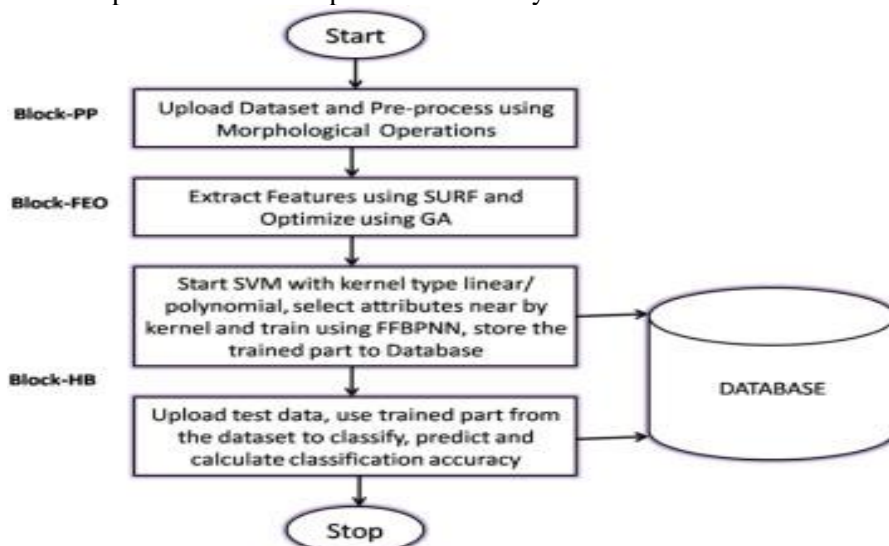 Start
Block-PP
Upload Dataset and Pre-process using
Morphological Operations
Block-FEO
Extract Features using SURF and
Optimize using GA
Start SVM with kernel type linear/
polynomial, select attributes near by
kernel and train using FFBPNN, store the
trained part to Database
Block-HB
DATABASE
Upload test data, use trained part from
the dataset to classify, predict and
calculate classification accuracy
Stop